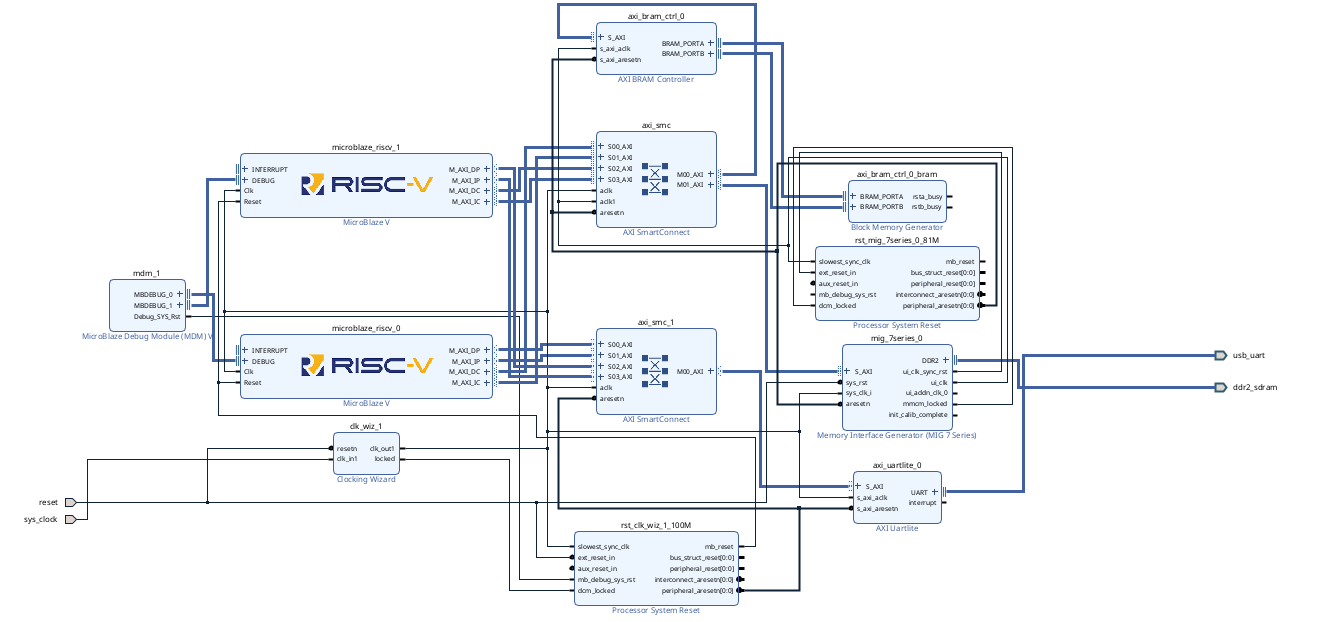 axi_bram_ctrl_0
S_AXI
s_axi_aclk
s_axi_aresetn
BRAM_PORTA
BRAM_PORTB
AXI BRAM Controller
axi_smc
S00_AXI
S01_AXI
S02_AXI
S03_AXI
aclk
aclk1
aresetn
M00_AXI
M01_AXI
AXI SmartConnect
microblaze_riscv_1
INTERRUPT
DEBUG
Clk
Reset
RISC-V
M_AXI_DP
M_AXI_IP
M_AXI_DC
M_AXI_IC
MicroBlaze V
axi_bram_ctrl_0_bram
BRAM_PORTA
BRAM_PORTB
rsta_busy
rstb_busy
Block Memory Generator
rst_mig_7series_0_81M
slowest_sync_clk
ext_reset_in
aux_reset_in
mb_debug_sys_rst
dcm_locked
mb_reset
bus_struct_reset[0:0]
peripheral_reset[0:0]
interconnect_aresetn[0:0]
peripheral_aresetn[0:0]
Processor System Reset
mdm_1
MBDEBUG_0
MBDEBUG_1
Debug_SYS_Rst
MicroBlaze Debug Module (MDM) V
microblaze_riscv_0
INTERRUPT
DEBUG
Clk
Reset
RISC-V
M_AXI_DP
M_AXI_IP
M_AXI_DC
M_AXI_IC
MicroBlaze V
axi_smc_1
S00_AXI
S01_AXI
S02_AXI
S03_AXI
aclk
aresetn
M00_AXI
AXI SmartConnect
mig_7series_0
S_AXI
sys_rst
sys_clk_i
aresetn
DDR2
ui_clk_sync_rst
ui_clk
ui_addn_clk_0
mmcm_locked
init_calib_complete
Memory Interface Generator (MIG 7 Series)
usb_uart
ddr2_sdram
clk_wiz_1
resetn
clk_in1
clk_out1
locked
Clocking Wizard
axi_uartlite_0
S_AXI
s_axi_aclk
s_axi_aresetn
UART
interrupt
AXI Uartlite
reset
sys_clock
rst_clk_wiz_1_100M
slowest_sync_clk
ext_reset_in
aux_reset_in
mb_debug_sys_rst
dcm_locked
mb_reset
bus_struct_reset[0:0]
peripheral_reset[0:0]
interconnect_aresetn[0:0]
peripheral_aresetn[0:0]
Processor System Reset